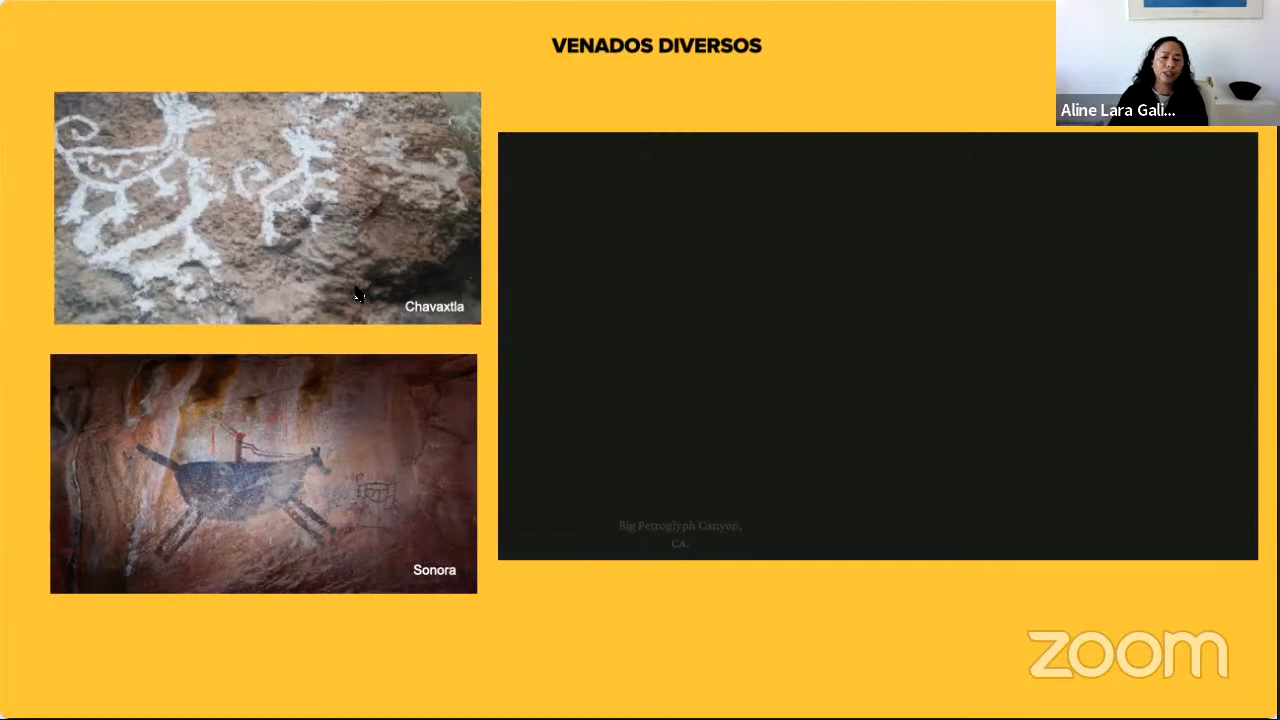 VENADOS DIVERSOS
Aline Lara Gali...
Chavaxtla
Big Petroglyph Canyon,
CA.
Sonora
zoom